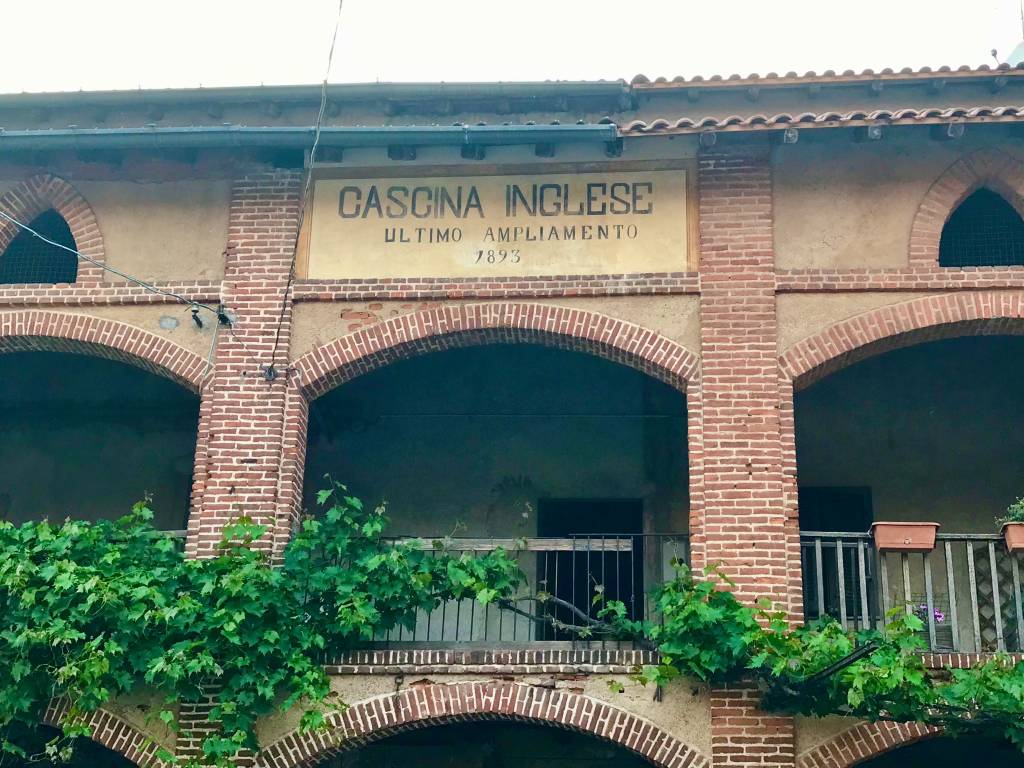 CASCINA INGLESE
ULTIMO AMPLIAMENTO
1893